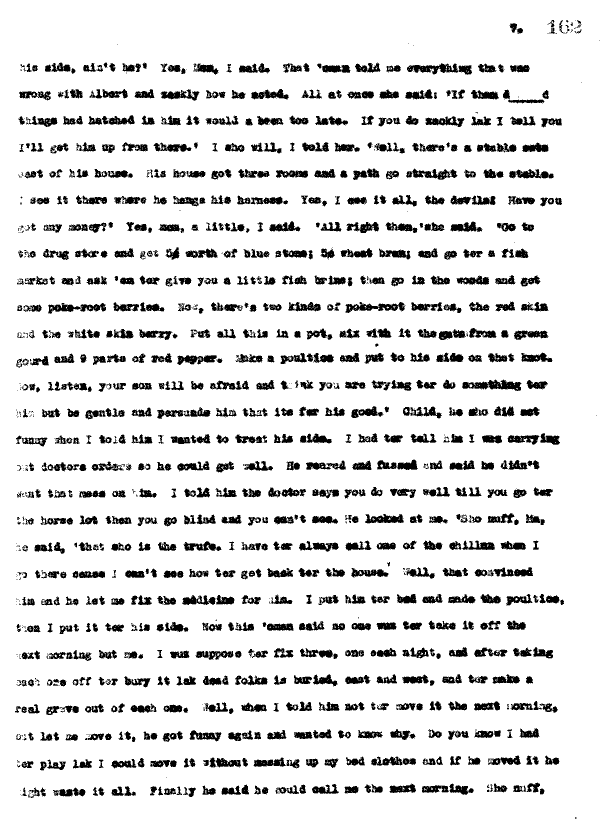 7. 162
his side, ain't he?' Yes, Mam, I said. That 'oman told me everything that was
wrong with Albert and zackly how he acted. All at once she said: 'If them d____d
things had hatched in him it would a been too late. If you do zackly lak I tell you
I'll get him up from there.' I sho will, I told her. 'Well, there's a stable sets
east of his house. His house got three rooms and a path go straight to the stable.
I see it there where he hangs his harness. Yes, I see it all, the devils! Have you
got any money?' Yes, mam, a little, I said. 'All right then,'she said. 'Go to
the drug store and get 5¢ worth of blue stone; 5¢ wheat bran; and go ter a fish
market and ask 'em ter give you a little fish brine; then go in the woods and get
some poke-root berries. Now, there's two kinds of poke-root berries, the red skin
and the white skin berry. Put all this in a pot, mix with it the guts from a green
gourd and 9 parts of red pepper. Make a poultice and put to his side on that knot.
Now, listen, your son will be afraid and think you are trying ter do something ter
him but be gentle and persuade him that its fer his good.' Child, he sho did act
funny when I told him I wanted to treat his side. I had ter tell him I was carrying
out doctors orders so he could get well. He reared and fussed and said he didn't
want that mess on him. I told him the doctor says you do very well till you go ter
the horse lot then you go blind and you can't see. He looked at me. 'Sho nuff, Ma,
he said, 'that sho is the trufe. I have ter always call one of the chillun when I
go there cause I can't see how ter get back ter the house.' Well, that convinced
him and he let me fix the medicine for him. I put him ter bed and made the poultice,
then I put it ter his side. Now this 'oman said no one wuz ter take it off the
next morning but me. I wuz suppose ter fix three, one each night, and after taking
each one off ter bury it lak dead folks is buried, east and west, and ter make a
real grave out of each one. Well, when I told him not ter move it the next morning,
but let me move it, he got funny again and wanted to know why. Do you know I had
ter play lak I could move it without messing up my bed clothes and if he moved it he
might waste it all. Finally he said he could call me the next morning. Sho nuff,